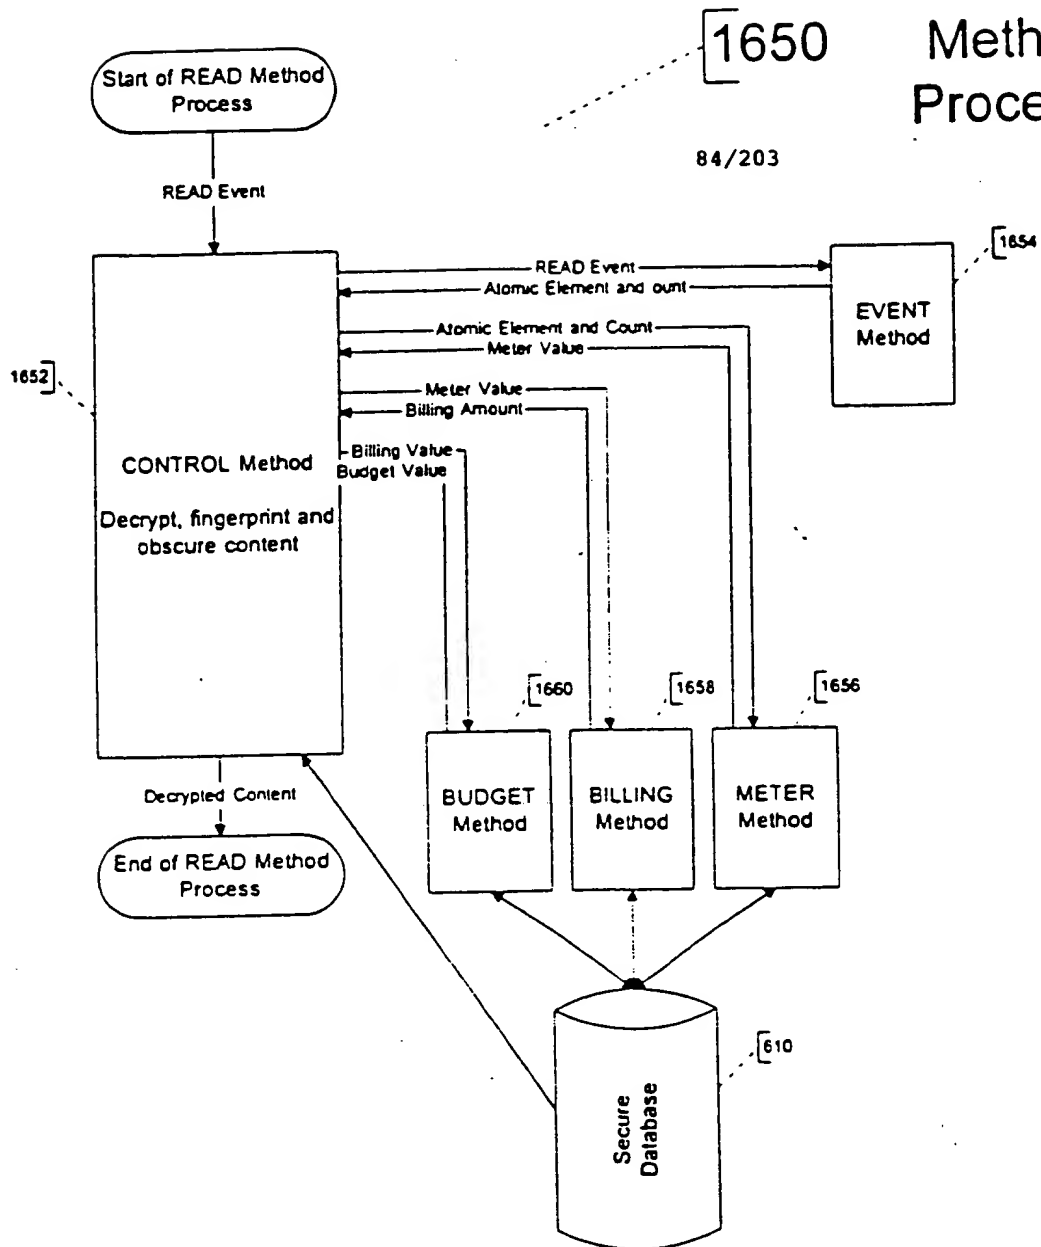 1650
Meth
Proce
84/203
Start of READ Method
Process
READ Event
1654
READ Event
Atomic Element and ount
EVENT
Method
Atomic Element and Count
Meter Value
1652
Meter Value
Billing Amount
Billing Value
Budget Value
CONTROL Method
Decrypt, fingerprint and
obscure content
1660
1658
1656
BUDGET
Method
BILLING
Method
METER
Method
Decrypted Content
End of READ Method
Process
610
Secure
Database